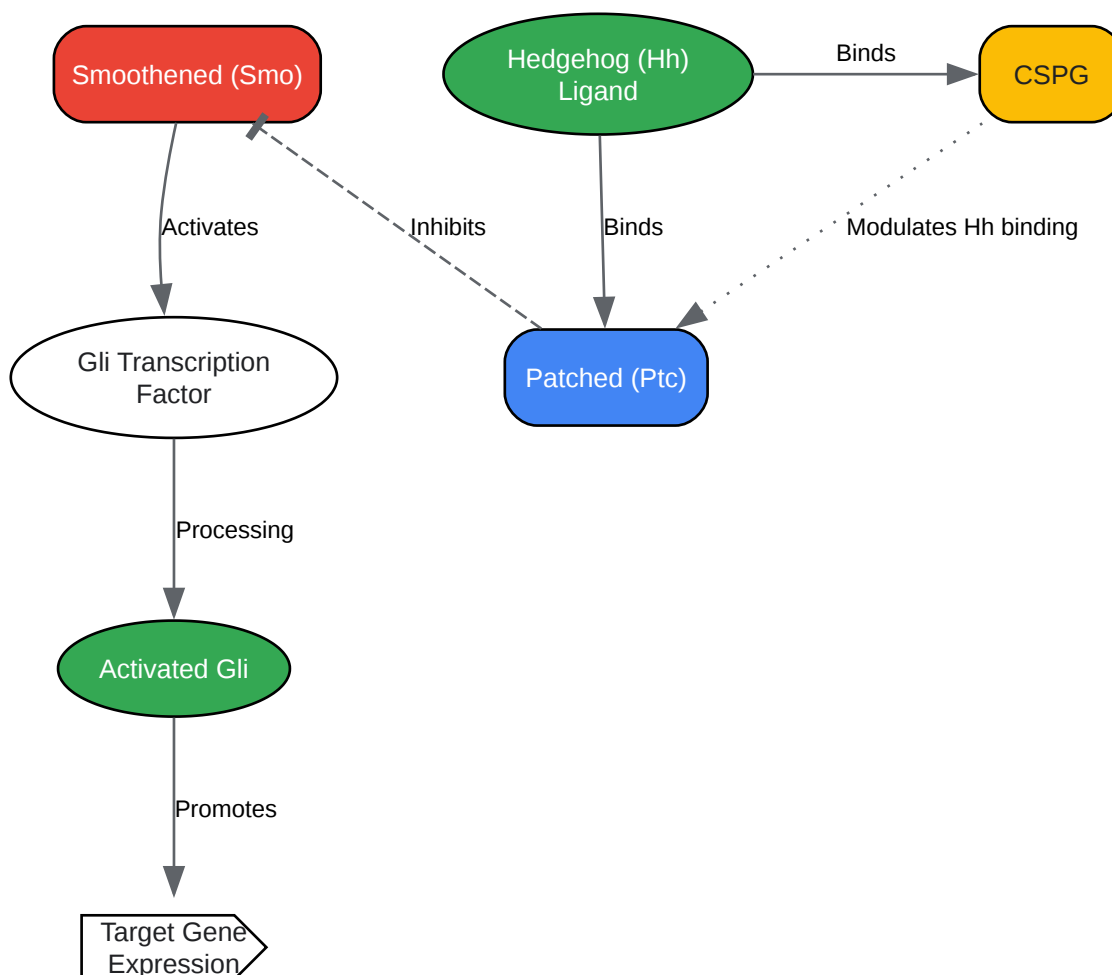 Smoothened (Smo)
Hedgehog (Hh)
Ligand
Binds
CSPG
Activates
Inhibits
Binds
Modulates Hh binding
Gli Transcription
Factor
Patched (Ptc)
Processing
Activated Gli
Promotes
Target Gene
Expression